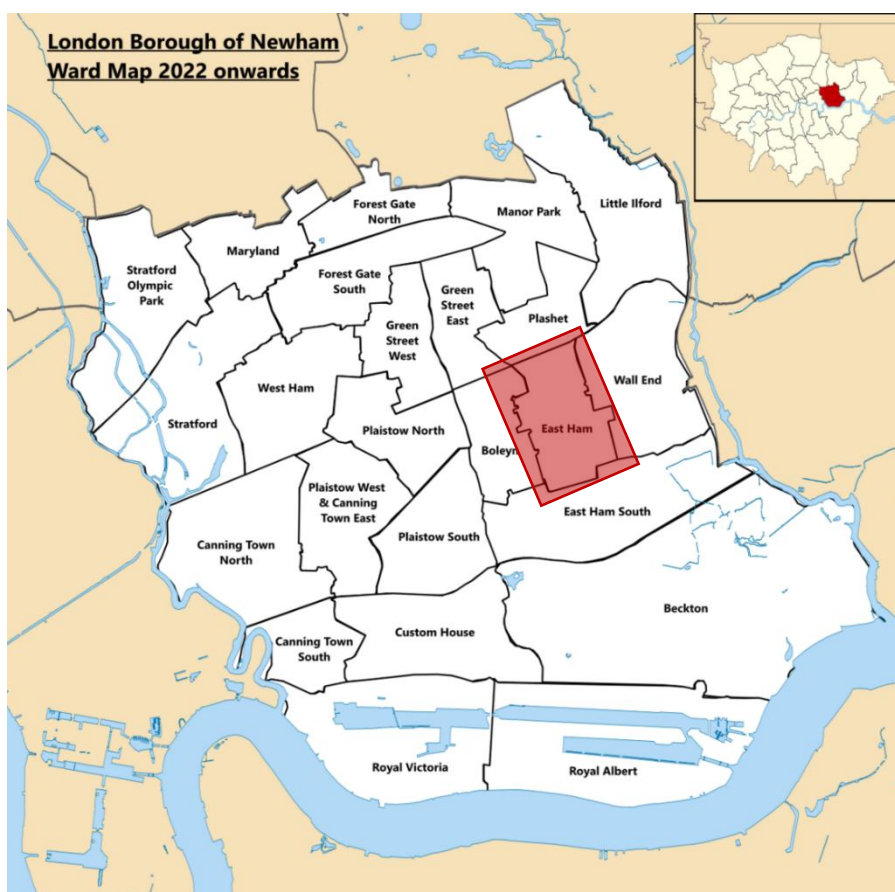 London Borough of Newham
Ward Map 2022 onwards
Little Ilford
Forest Gate
North
Manor Park
Maryland
Stratford
Olympic
Park
Forest Gate
South
Green
Street
East
Plashet
Green
Street
West
West Ham
Wall End
Stratford
Plaistow North
East Ham
Boleyn
Plaistow West
& Canning
Town East
East Ham South
Plaistow South
Canning Town
North
Beckton
Custom House
Canning Town
South
Royal Victoria
Royal Albert